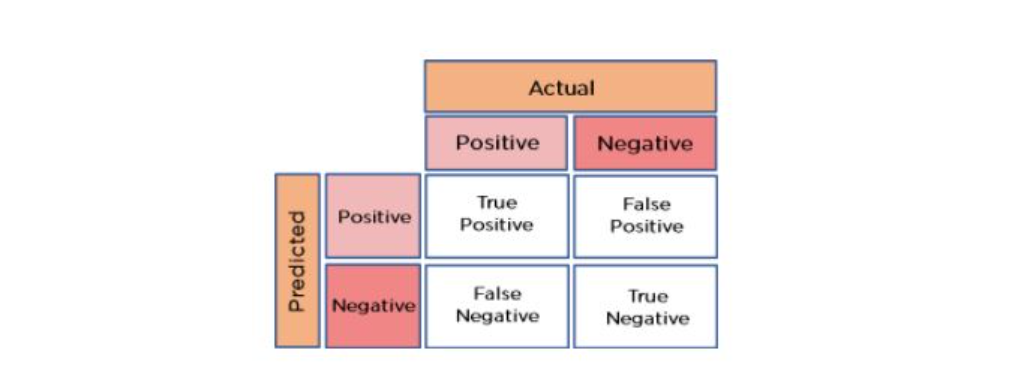 Actual
Positive
Negative
Predicted
Positive
True
Positive
False
Positive
Negative
False
Negative
True
Negative